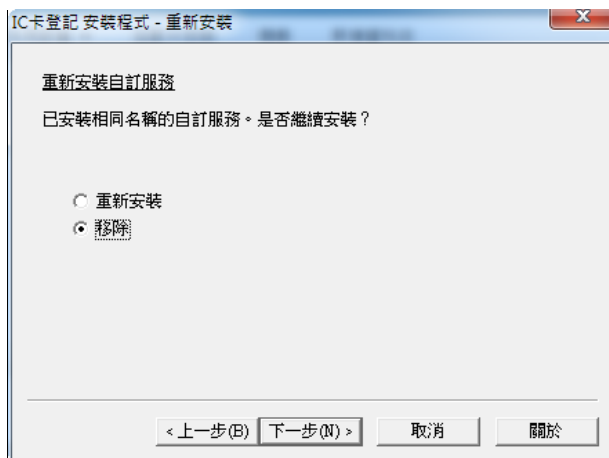 IC卡登記 安裝程式 - 重新安裝
重新安裝自訂服務
已安裝相同名稱的自訂服務。是否繼續安裝？
重新安裝
移除
<上一步(B) 下一步(N)> 取消 關於